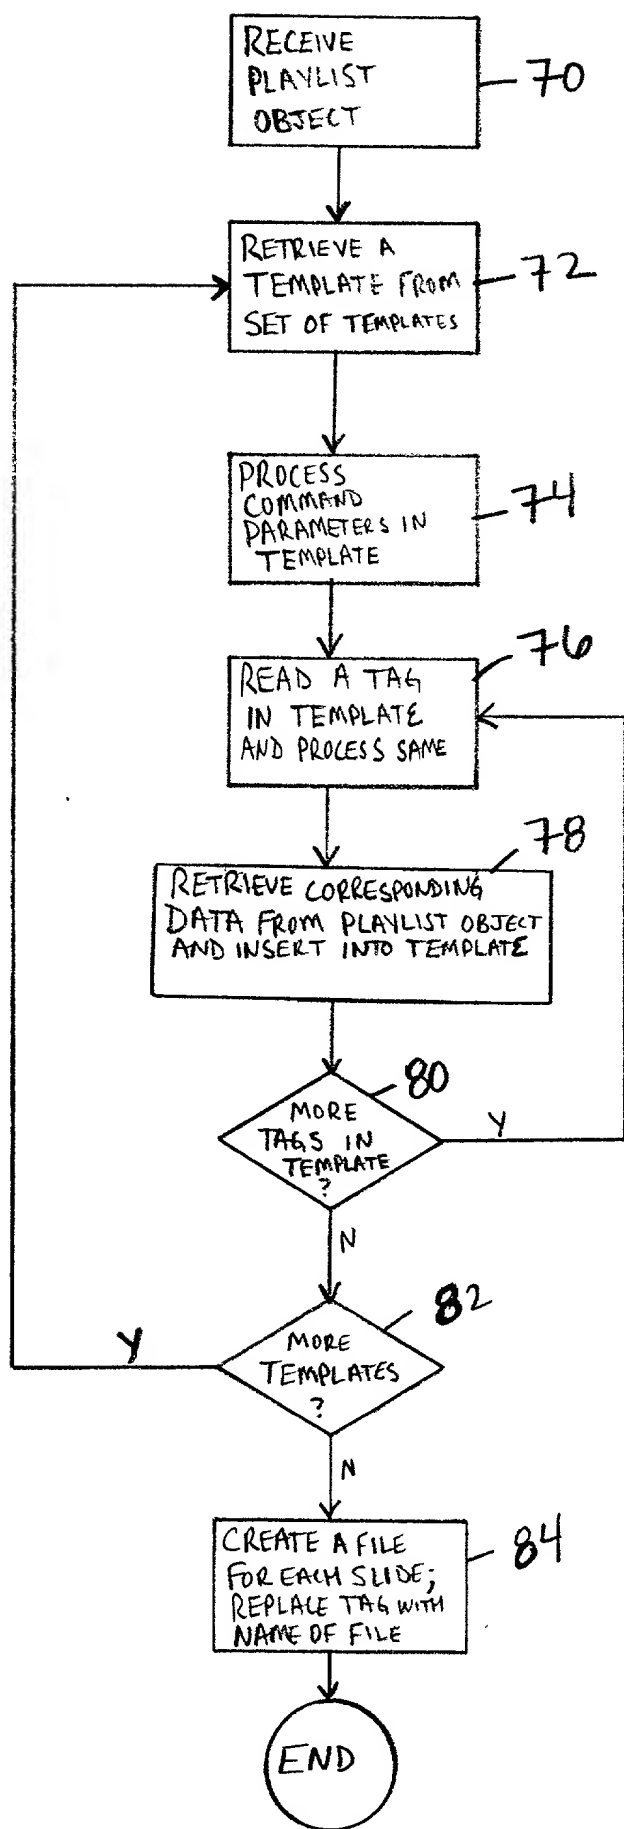 RECEIVE
PLAYLIST
OBJECT
70
RETRIEVE A
TEMPLATE FROM
SET OF TEMPLATES
72
PROCESS
COMMAND
PARAMETERS IN
TEMPLATE
74
READ A TAG
IN TEMPLATE
AND PROCESS SAME
76
RETRIEVE CORRESPONDING
DATA FROM PLAYLIST OBJECT
AND INSERT INTO TEMPLATE
78
MORE
TAGS IN
TEMPLATE
?
80
Y
N
MORE
TEMPLATES
?
82
Y
N
CREATE A FILE
FOR EACH SLIDE;
REPLACE TAG WITH
NAME OF FILE
84
END